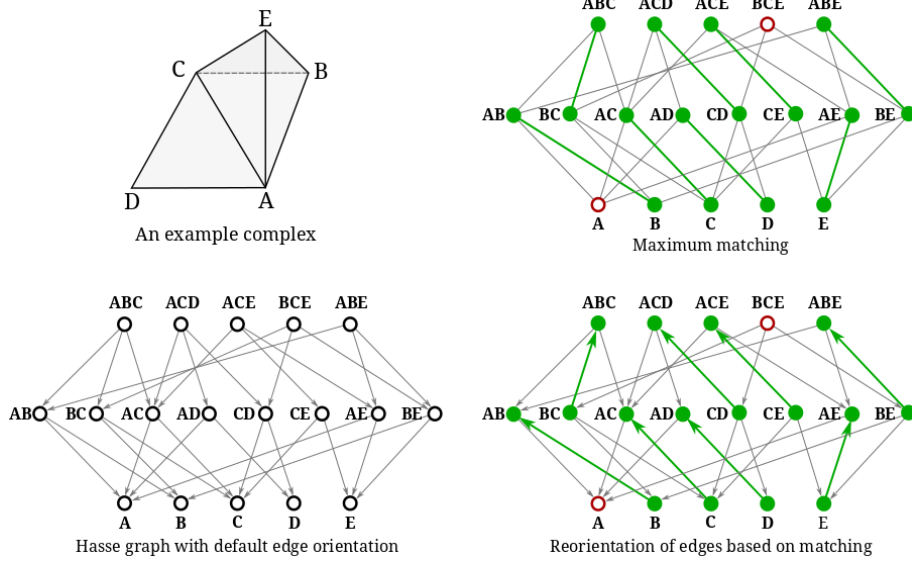 E
C
B
D
A
An example complex
ABC ACD ACE BCE ABE
AB BC AC AD CD CE AE BE
A B C D E
Maximum matching
ABC ACD ACE BCE ABE
AB BC AC AD CD CE AE BE
A B C D E
Hasse graph with default edge orientation
ABC ACD ACE BCE ABE
AB BC AC AD CD CE AE BE
A B C D E
Reorientation of edges based on matching